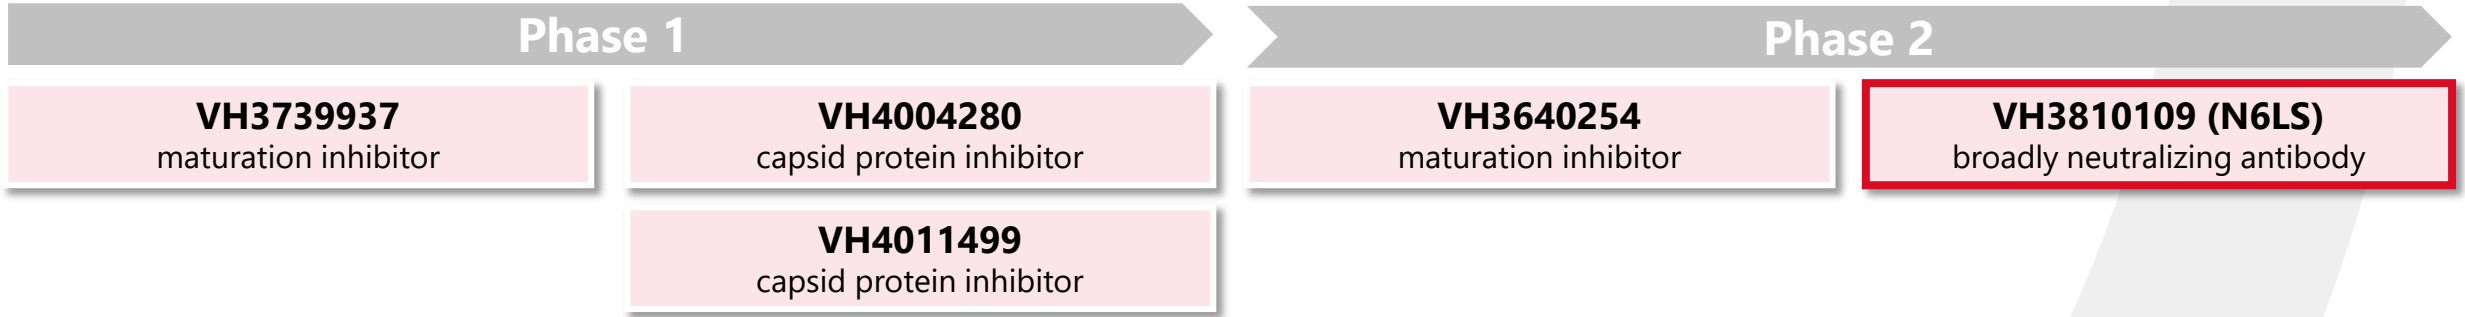 Phase 1
Phase 2
VH3739937
maturation inhibitor
VH4004280
capsid protein inhibitor
VH3640254
maturation inhibitor
VH3810109 (N6LS)
broadly neutralizing antibody
VH4011499
capsid protein inhibitor